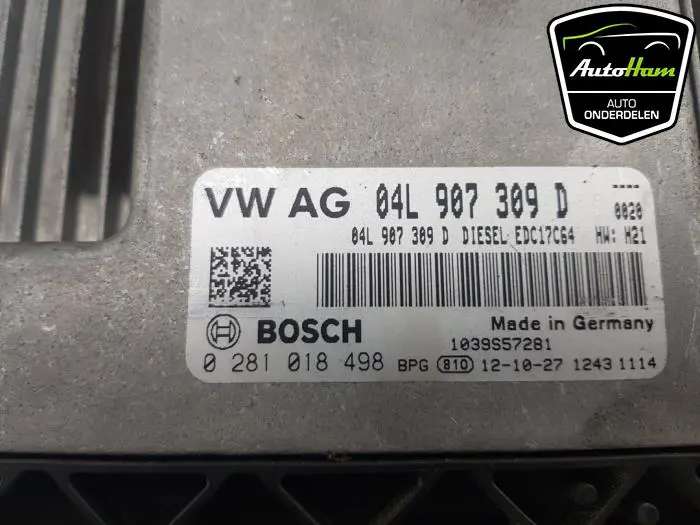 AutoHam
AUTO
ONDERDELEN
VW AG 04L 907 309 D ----
0020
04L 907 309 D DIESEL EDC17C64 HW: H21
BOSCH
Made in Germany
1039S57281
0 281 018 498 BPG 810 12-10-27 1243 1114